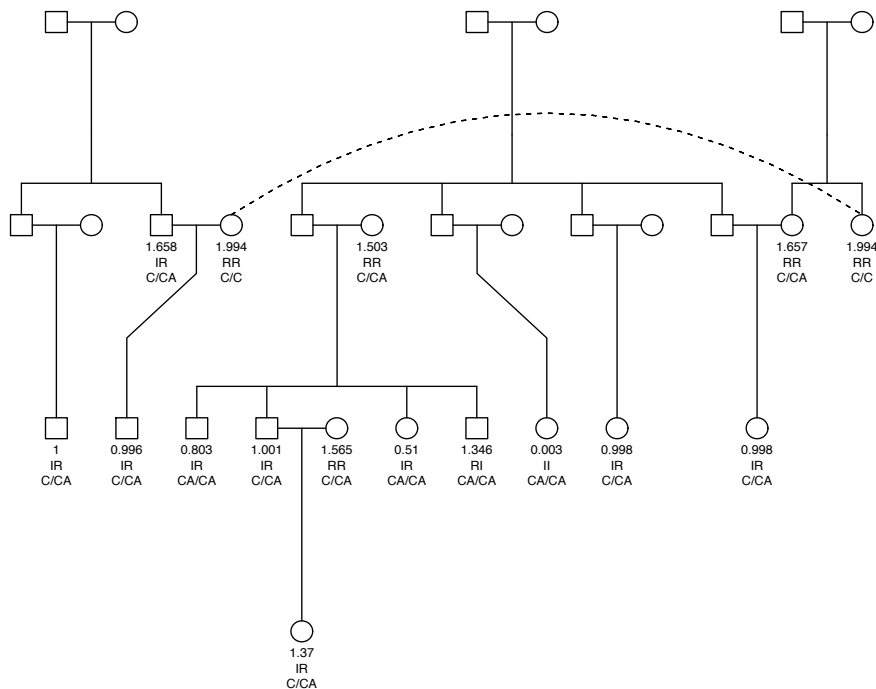 1.658
IR
C/CA
1.994
RR
C/C
1.503
RR
C/CA
1.657
RR
C/CA
1.994
RR
C/C
1
IR
C/CA
0.996
IR
C/CA
0.803
IR
CA/CA
1.001
IR
C/CA
1.565
RR
C/CA
0.51
IR
CA/CA
1.346
RI
CA/CA
0.003
II
CA/CA
0.998
IR
C/CA
0.998
IR
C/CA
1.37
IR
C/CA